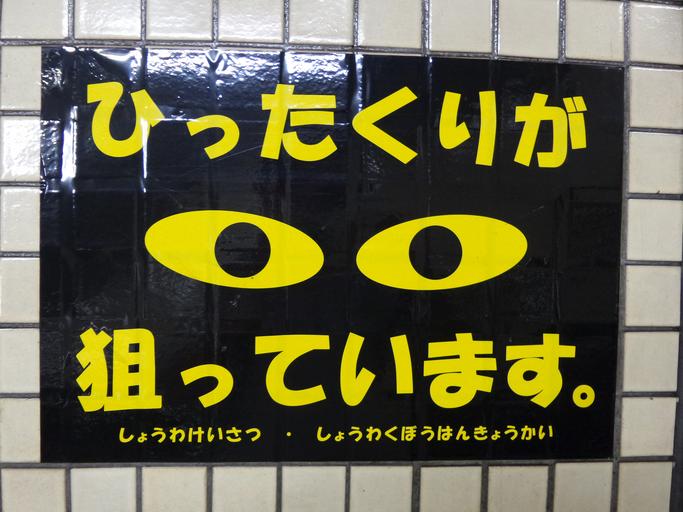 ひったくりが
狙っています。
しょうわけいさつ ・ しょうわくぼうはんきょうかい